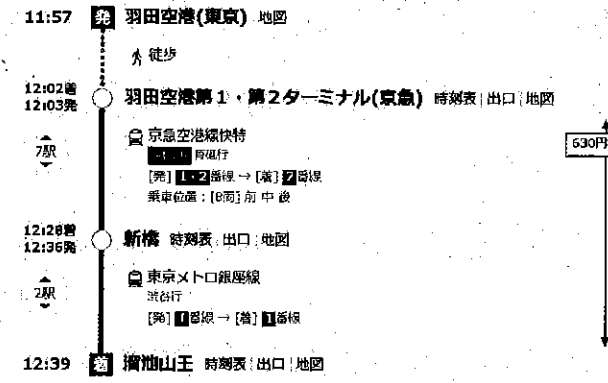 11:57 発 羽田空港(東京) 地図
徒歩
12:02着
12:03発
羽田空港第1・第2ターミナル(京急) 時刻表 | 出口 | 地図
7駅
京急空港線快特
青砥行
[発] 1・2番線 → [着] 2番線
乗車位置：[8両] 前 中 後
630円
12:28着
12:36発
新橋 時刻表 | 出口 | 地図
2駅
東京メトロ銀座線
渋谷行
[発] 1番線 → [着] 1番線
12:39 着 溜池山王 時刻表 | 出口 | 地図